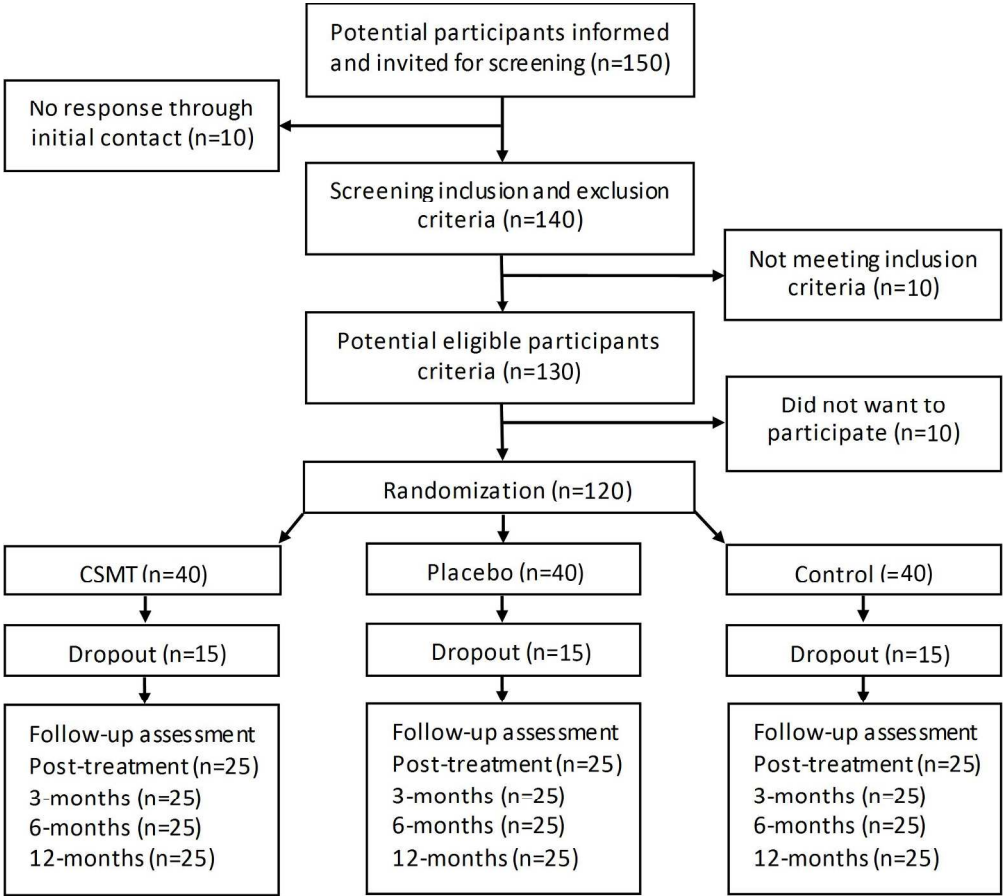 Potential participants informed
and invited for screening (n=150)
No response through
initial contact (n=10)
Screening inclusion and exclusion
criteria (n=140)
Not meeting inclusion
criteria (n=10)
Potential eligible participants
criteria (n=130)
Did not want to
participate (n=10)
Randomization (n=120)
CSMT (n=40)
Placebo (n=40)
Control (=40)
Dropout (n=15)
Dropout (n=15)
Dropout (n=15)
Follow-up assessment
Post-treatment (n=25)
3-months (n=25)
6-months (n=25)
12-months (n=25)
Follow-up assessment
Post-treatment (n=25)
3-months (n=25)
6-months (n=25)
12-months (n=25)
Follow-up assessment
Post-treatment (n=25)
3-months (n=25)
6-months (n=25)
12-months (n=25)